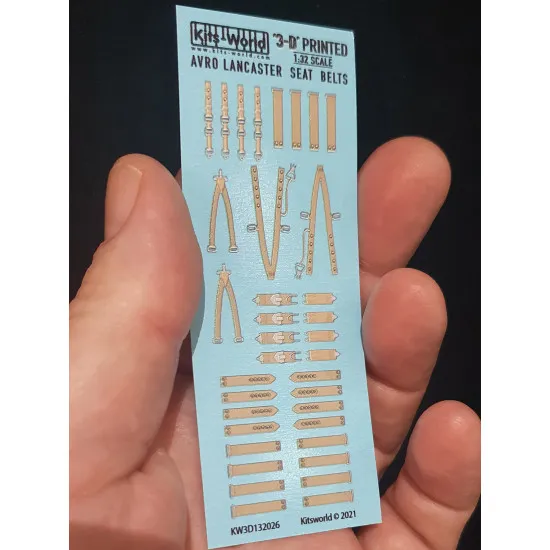 Kits-World
www.kits-world.com
"3-D" PRINTED
1:32 SCALE
AVRO LANCASTER SEAT BELTS
KW3D132026
Kitsworld © 2021